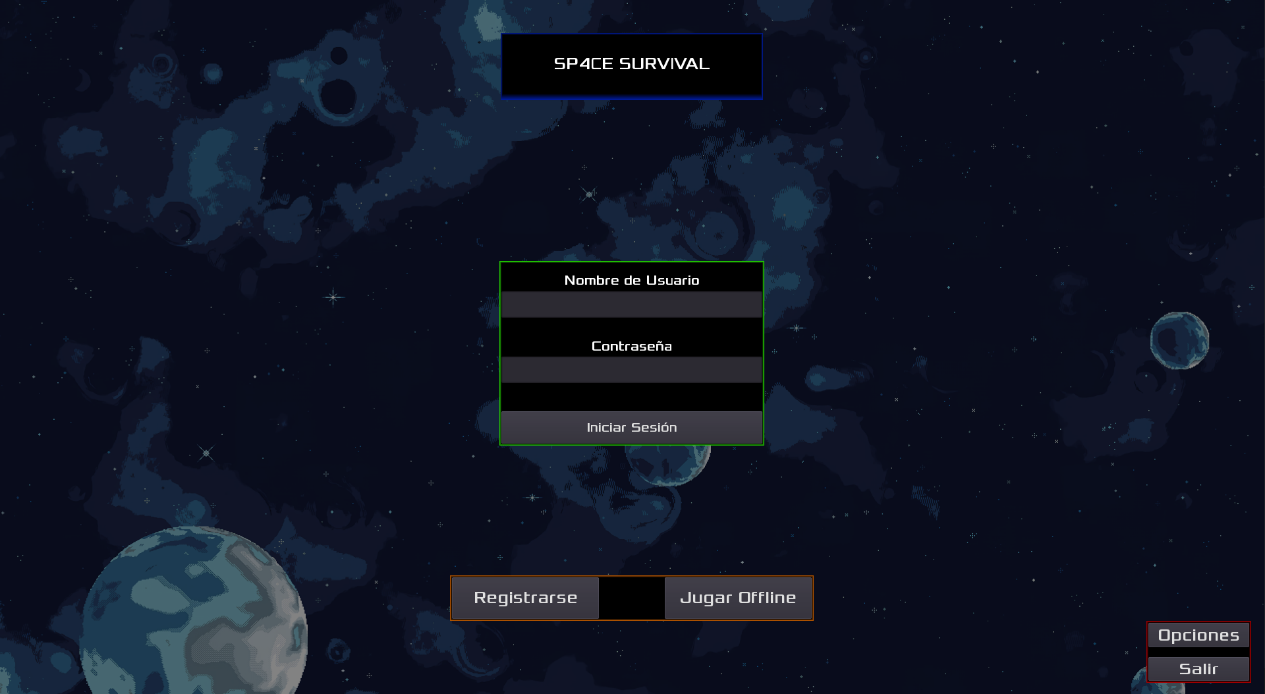 SP4CE SURVIVAL
Nombre de Usuario
Contraseña
Iniciar Sesión
Registrarse
Jugar Offline
Opciones
Salir